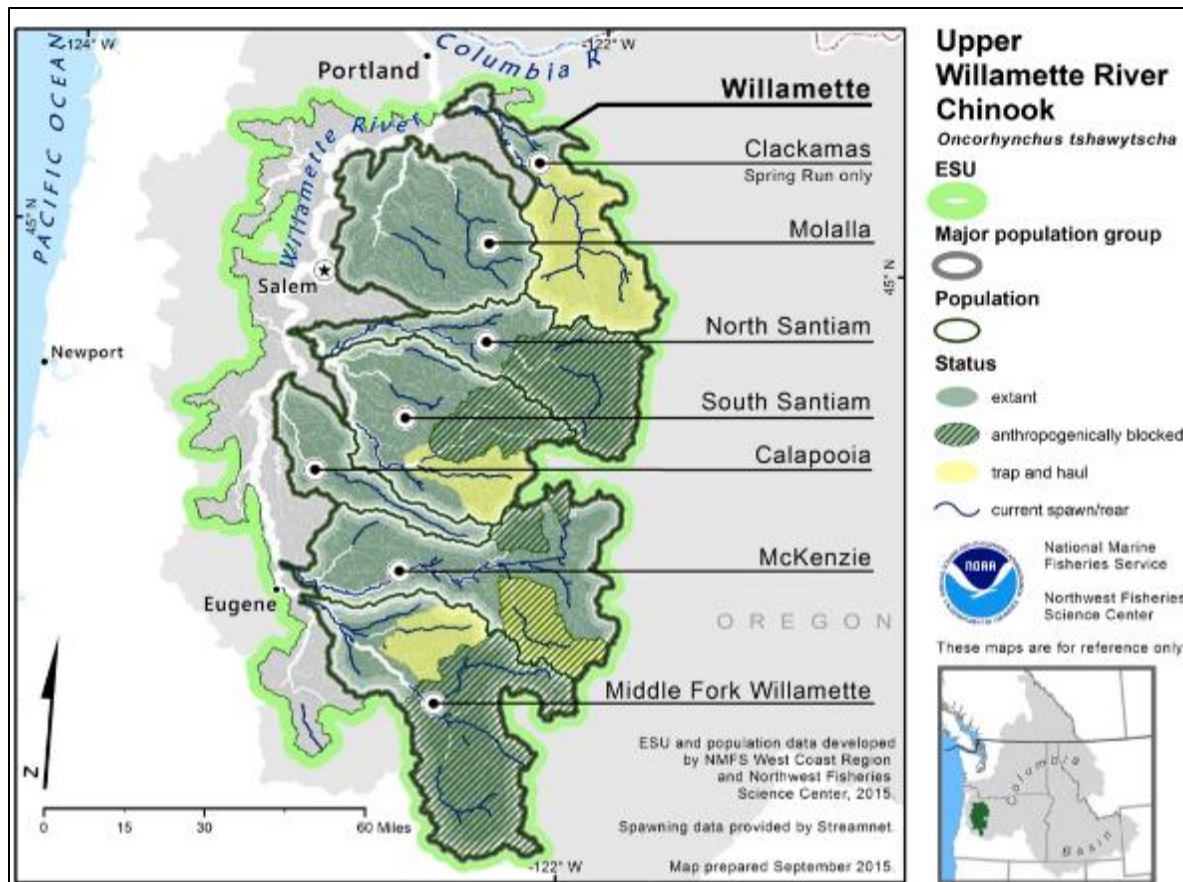 -124° W
-122° W
Columbia R
Portland
Willamette
Willamette River
PACIFIC OCEAN
Clackamas
Spring Run only
45° N
Molalla
45° N
Salem
North Santiam
Newport
South Santiam
Calapooia
McKenzie
Eugene
OREGON
Middle Fork Willamette
ESU and population data developed
by NMFS West Coast Region
and Northwest Fisheries
Science Center, 2015.
Spawning data provided by Streamnet.
Map prepared September 2015.
N
0 15 30 60 Miles
-122° W
Upper
Willamette River
Chinook
Oncorhynchus tshawytscha
ESU
Major population group
Population
Status
extant
anthropogenically blocked
trap and haul
current spawn/rear
NOAA
National Marine
Fisheries Service
Northwest Fisheries
Science Center
These maps are for reference only
Columbia
Basin